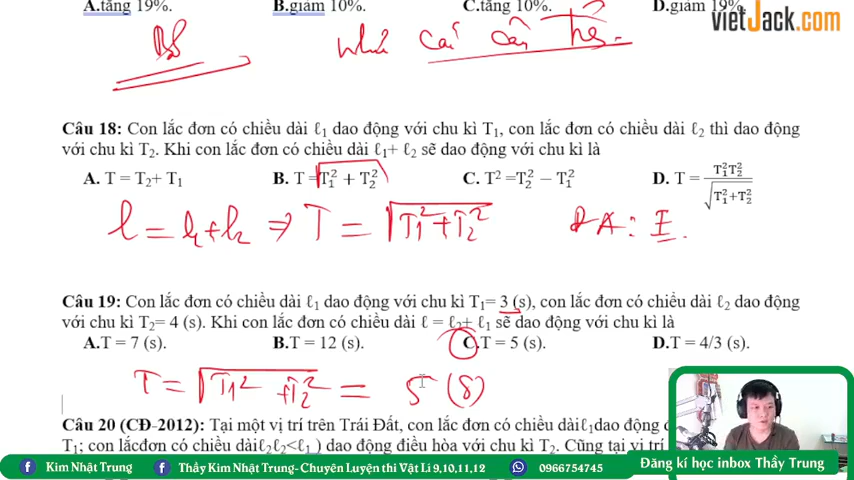 A.tăng 19%. B.giảm 10%. C.tăng 10%. D.giảm 19%.
vietJack.com
Câu 18: Con lắc đơn có chiều dài ℓ₁ dao động với chu kì T₁, con lắc đơn có chiều dài ℓ₂ thì dao động
với chu kì T₂. Khi con lắc đơn có chiều dài ℓ₁+ ℓ₂ sẽ dao động với chu kì là
A. T = T₂+ T₁ B. T = √T₁² + T₂² C. T² =T₂² − T₁² D. T = T₁²T₂² / √T₁²+T₂²
l = l₁+l₂ ⇒ T = √T₁²+T₂²
Câu 19: Con lắc đơn có chiều dài ℓ₁ dao động với chu kì T₁= 3 (s), con lắc đơn có chiều dài ℓ₂ dao động
với chu kì T₂= 4 (s). Khi con lắc đơn có chiều dài ℓ = ℓ₂+ ℓ₁ sẽ dao động với chu kì là
A.T = 7 (s). B.T = 12 (s). C.T = 5 (s). D.T = 4/3 (s).
T = √T₁² +T₂² = 5 (s)
Câu 20 (CĐ-2012): Tại một vị trí trên Trái Đất, con lắc đơn có chiều dàiℓ₁dao động
T₁; con lắcđơn có chiều dàiℓ₂ℓ₂<ℓ₁ ) dao động điều hòa với chu kì T₂. Cũng tại vị trí
Kim Nhật Trung Thầy Kim Nhật Trung- Chuyên Luyện thi Vật Lí 9,10,11,12 0966754745 Đăng kí học inbox Thầy Trung